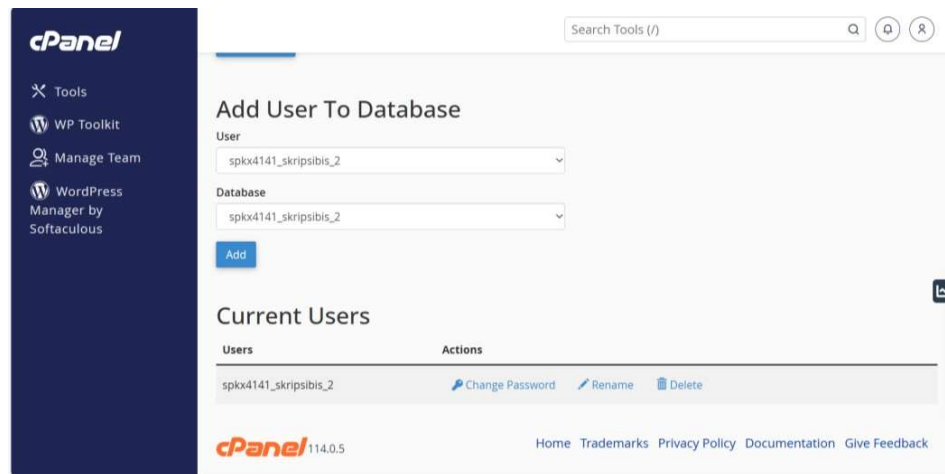 cPanel
Search Tools (/)
Tools
WP Toolkit
Manage Team
WordPress
Manager by
Softaculous
Add User To Database
User
spkx4141_skripsibis_2
Database
spkx4141_skripsibis_2
Add
Current Users
Users Actions
spkx4141_skripsibis_2 Change Password Rename Delete
cPanel 114.0.5 Home Trademarks Privacy Policy Documentation Give Feedback